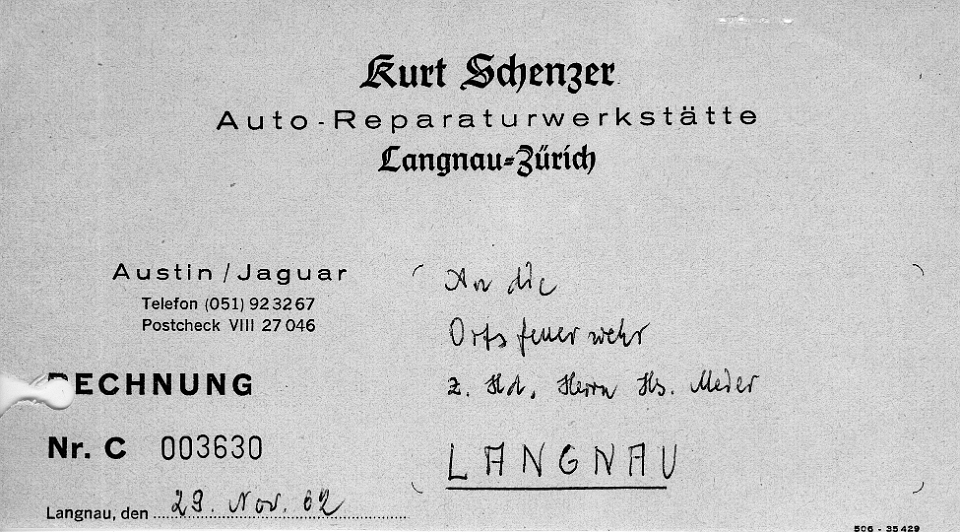 Kurt Schenzer
Auto-Reparaturwerkstätte
Langnau-Zürich
Austin / Jaguar
Telefon (051) 92 32 67
Postcheck VIII 27 046
An die
Ortsfeuerwehr
z. Hd. Herrn Hs. Meier
LANGNAU
RECHNUNG
Nr. C 003630
Langnau, den 29. Nov. 62
506 - 35 429